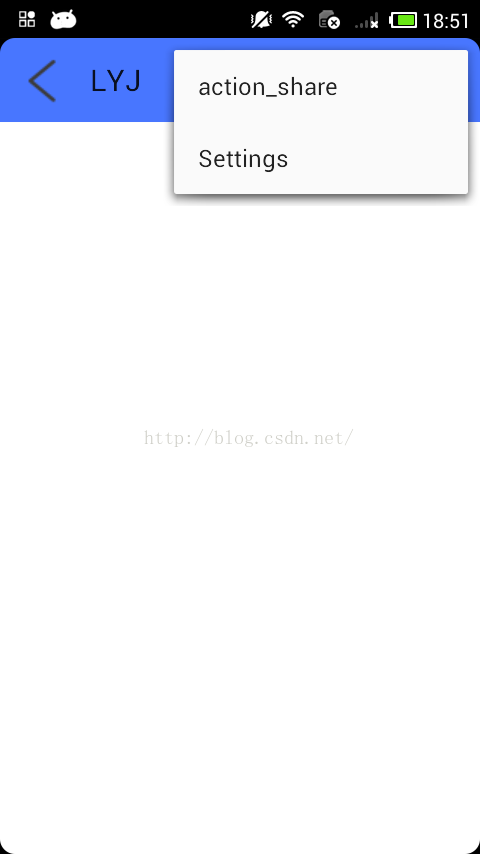 18:51
LYJ
action_share
Settings
http://blog.csdn.net/